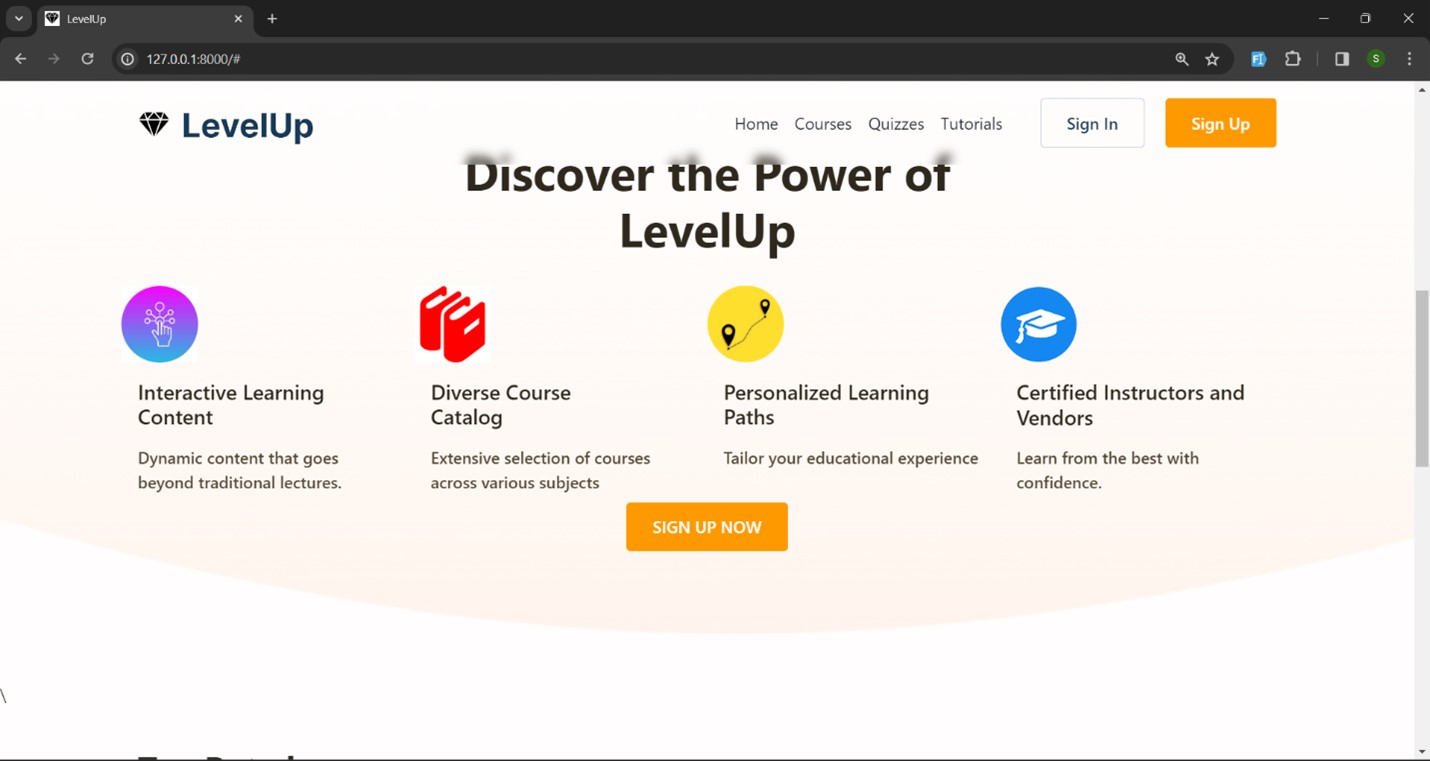 LevelUp
127.0.0.1:8000/#
S
LevelUp
Home Courses Quizzes Tutorials Sign In Sign Up
Discover the Power of
LevelUp
Interactive Learning
Content
Dynamic content that goes
beyond traditional lectures.
Diverse Course
Catalog
Extensive selection of courses
across various subjects
Personalized Learning
Paths
Tailor your educational experience
Certified Instructors and
Vendors
Learn from the best with
confidence.
SIGN UP NOW
\